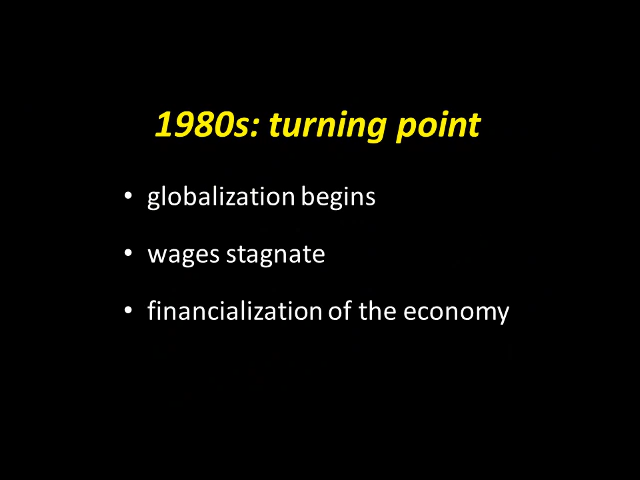 1980s: turning point
• globalization begins
• wages stagnate
• financialization of the economy